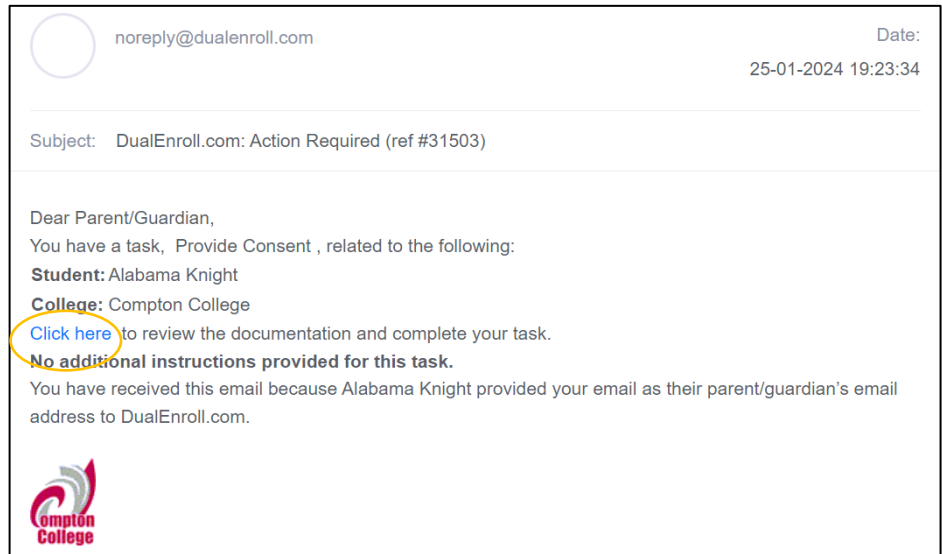 noreply@dualenroll.com
Date:
25-01-2024 19:23:34
Subject: DualEnroll.com: Action Required (ref #31503)
Dear Parent/Guardian,
You have a task, Provide Consent , related to the following:
Student: Alabama Knight
College: Compton College
Click here to review the documentation and complete your task.
No additional instructions provided for this task.
You have received this email because Alabama Knight provided your email as their parent/guardian’s email
address to DualEnroll.com.
Compton
College